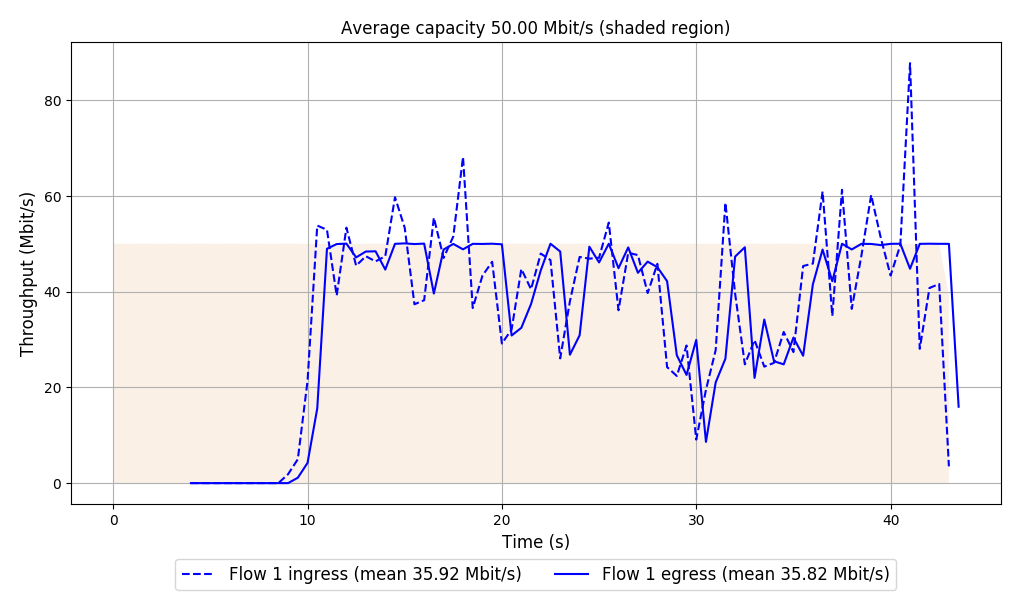 Average capacity 50.00 Mbit/s (shaded region)
Throughput (Mbit/s)
80
60
40
20
0
0 10 20 30 40
Time (s)
Flow 1 ingress (mean 35.92 Mbit/s) Flow 1 egress (mean 35.82 Mbit/s)